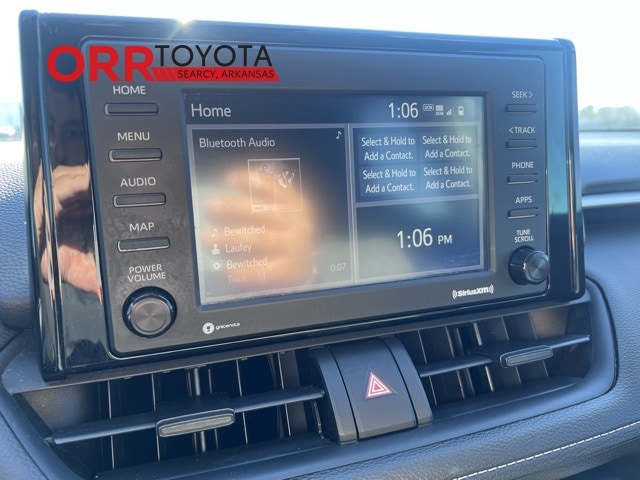 ORR TOYOTA
SEARCY, ARKANSAS
HOME
MENU
AUDIO
MAP
POWER
VOLUME
Home
1:06
Bluetooth Audio
Bewitched
Laufey
Bewitched
0:07
Select & Hold to
Add a Contact.
Select & Hold to
Add a Contact.
Select & Hold to
Add a Contact.
Select & Hold to
Add a Contact.
1:06 PM
SEEK>
<TRACK
PHONE
APPS
TUNE
SCROLL
gracenote
((SiriusXM))